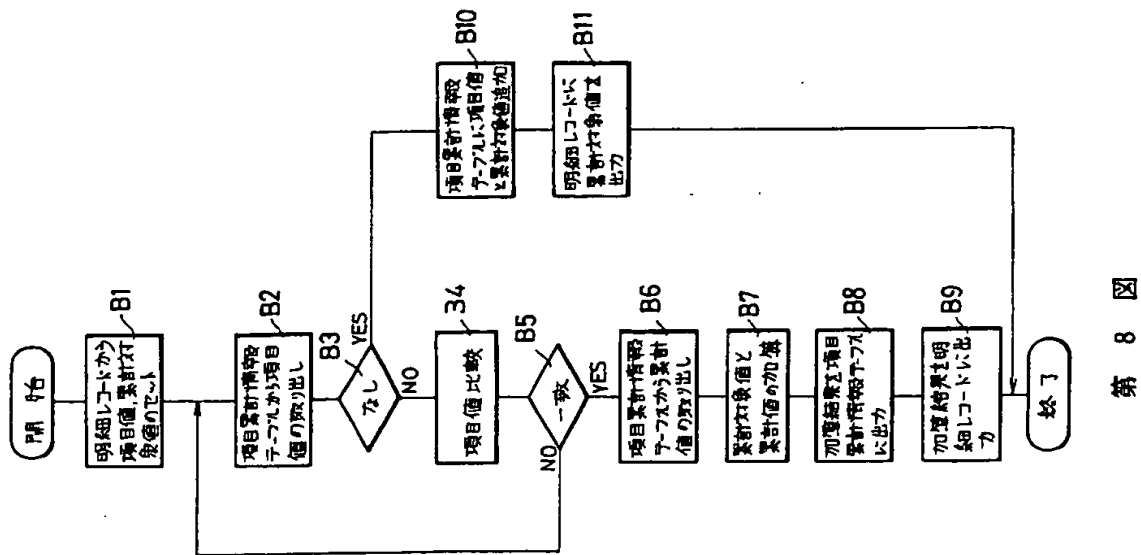 開始
B1
明細レコードから
項目値,累計対
象値のセット
B2
項目累計情報
テーブルから項目
値の取り出し
B3
なし
YES
NO
34
項目値比較
B5
一致
NO
YES
B6
項目累計情報
テーブルから累計
値の取り出し
B7
累計対象値と
累計値の加算
B8
加算結果を項目
累計情報テーブル
に出力
B9
加算結果を明
細レコードに出
力
B10
項目累計情報
テーブルに項目値
と累計対象値追加
B11
明細レコードに
累計対象値を
出力
終了
第 8 図